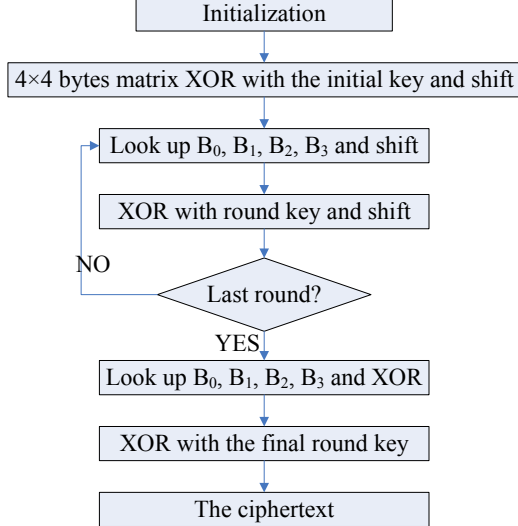 Initialization
4×4 bytes matrix XOR with the initial key and shift
Look up B₀, B₁, B₂, B₃ and shift
XOR with round key and shift
NO
Last round?
YES
Look up B₀, B₁, B₂, B₃ and XOR
XOR with the final round key
The ciphertext